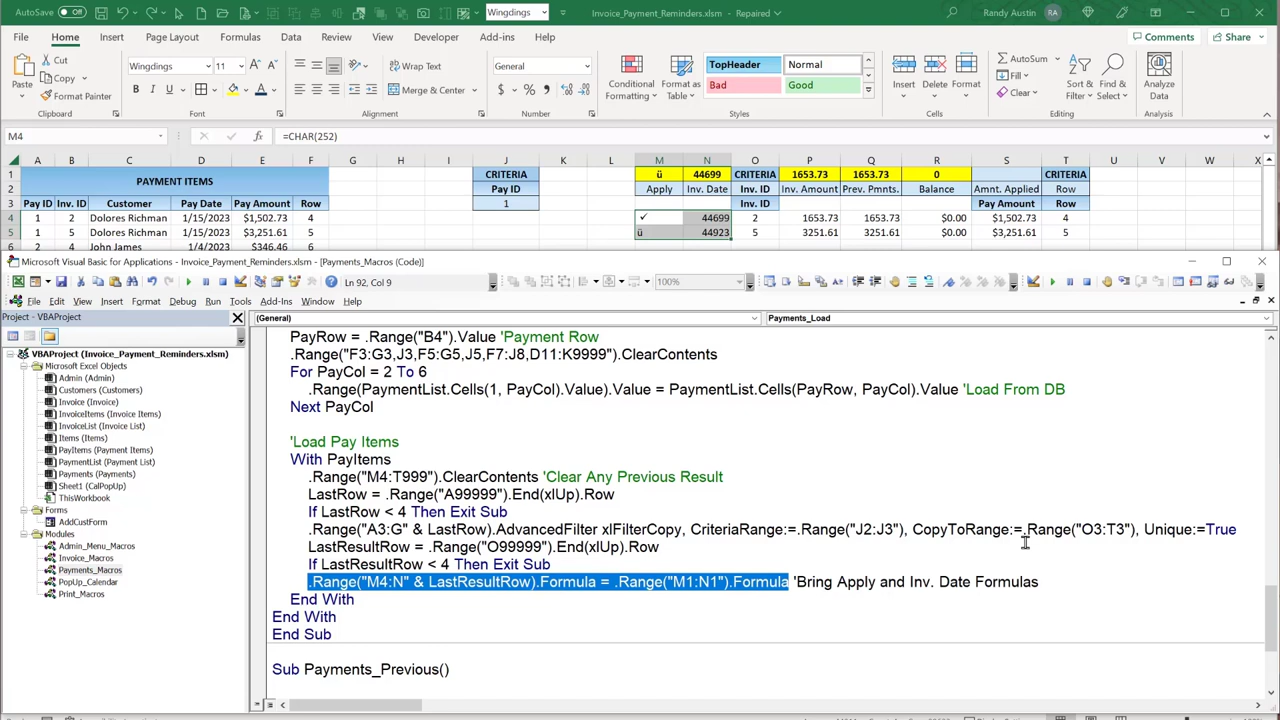 AutoSave Off
Wingdings
Invoice_Payment_Reminders.xlsm - Repaired
Randy Austin
RA
File Home Insert Page Layout Formulas Data Review View Developer Add-ins Help
Comments Share
Cut
Copy
Format Painter
Paste
Clipboard
Wingdings 11
B I U
Font
Wrap Text
Merge & Center
Alignment
General
$ % ,
Number
Conditional Formatting
Format as Table
TopHeader Normal
Bad Good
Styles
Insert Delete Format
Cells
AutoSum
Fill
Clear
Sort & Filter
Find & Select
Editing
Analyze Data
Analysis
M4 fx =CHAR(252)
A B C D E F G H I J K L M N O P Q R S T U V W X
1 PAYMENT ITEMS CRITERIA ü 44699 CRITERIA 1653.73 1653.73 0 CRITERIA
2 Pay ID Apply Inv. Date Inv. ID Inv. Amount Prev. Pmnts. Balance Amnt. Applied Row
3 Pay ID Inv. ID Customer Pay Date Amount Row 1 Inv. ID Pay Amount Row
4 1 2 Dolores Richman 1/15/2023 $1,502.73 4 ✓ 44699 2 1653.73 1653.73 $0.00 $1,502.73 4
5 1 5 Dolores Richman 1/15/2023 $3,251.61 5 ü 44923 5 3251.61 3251.61 $0.00 $3,251.61 5
6 2 4 John James 1/4/2023 $346.46 6
Microsoft Visual Basic for Applications - Invoice_Payment_Reminders.xlsm - [Payments_Macros (Code)]
Ln 92, Col 9
100%
File Edit View Insert Format Debug Run Tools Add-Ins Window Help
Project - VBAProject
(General) Payments_Load
VBAProject (Invoice_Payment_Reminders.xlsm)
Microsoft Excel Objects
Admin (Admin)
Customers (Customers)
Invoice (Invoice)
InvoiceItems (Invoice Items)
InvoiceList (Invoice List)
Items (Items)
PayItems (Payment Items)
PaymentList (Payment List)
Payments (Payments)
Sheet1 (CalPopUp)
ThisWorkbook
Forms
AddCustForm
Modules
Admin_Menu_Macros
Invoice_Macros
Payments_Macros
PopUp_Calendar
Print_Macros
PayRow = .Range("B4").Value 'Payment Row
.Range("F3:G3,J3,F5:G5,J5,F7:J8,D11:K9999").ClearContents
For PayCol = 2 To 6
.Range(PaymentList.Cells(1, PayCol).Value).Value = PaymentList.Cells(PayRow, PayCol).Value 'Load From DB
Next PayCol
'Load Pay Items
With PayItems
.Range("M4:T999").ClearContents 'Clear Any Previous Result
LastRow = .Range("A99999").End(xlUp).Row
If LastRow < 4 Then Exit Sub
.Range("A3:G" & LastRow).AdvancedFilter xlFilterCopy, CriteriaRange:=.Range("J2:J3"), CopyToRange:=.Range("O3:T3"), Unique:=True
LastResultRow = .Range("O99999").End(xlUp).Row
If LastResultRow < 4 Then Exit Sub
.Range("M4:N" & LastResultRow).Formula = .Range("M1:N1").Formula 'Bring Apply and Inv. Date Formulas
End With
End With
End Sub
Sub Payments_Previous()